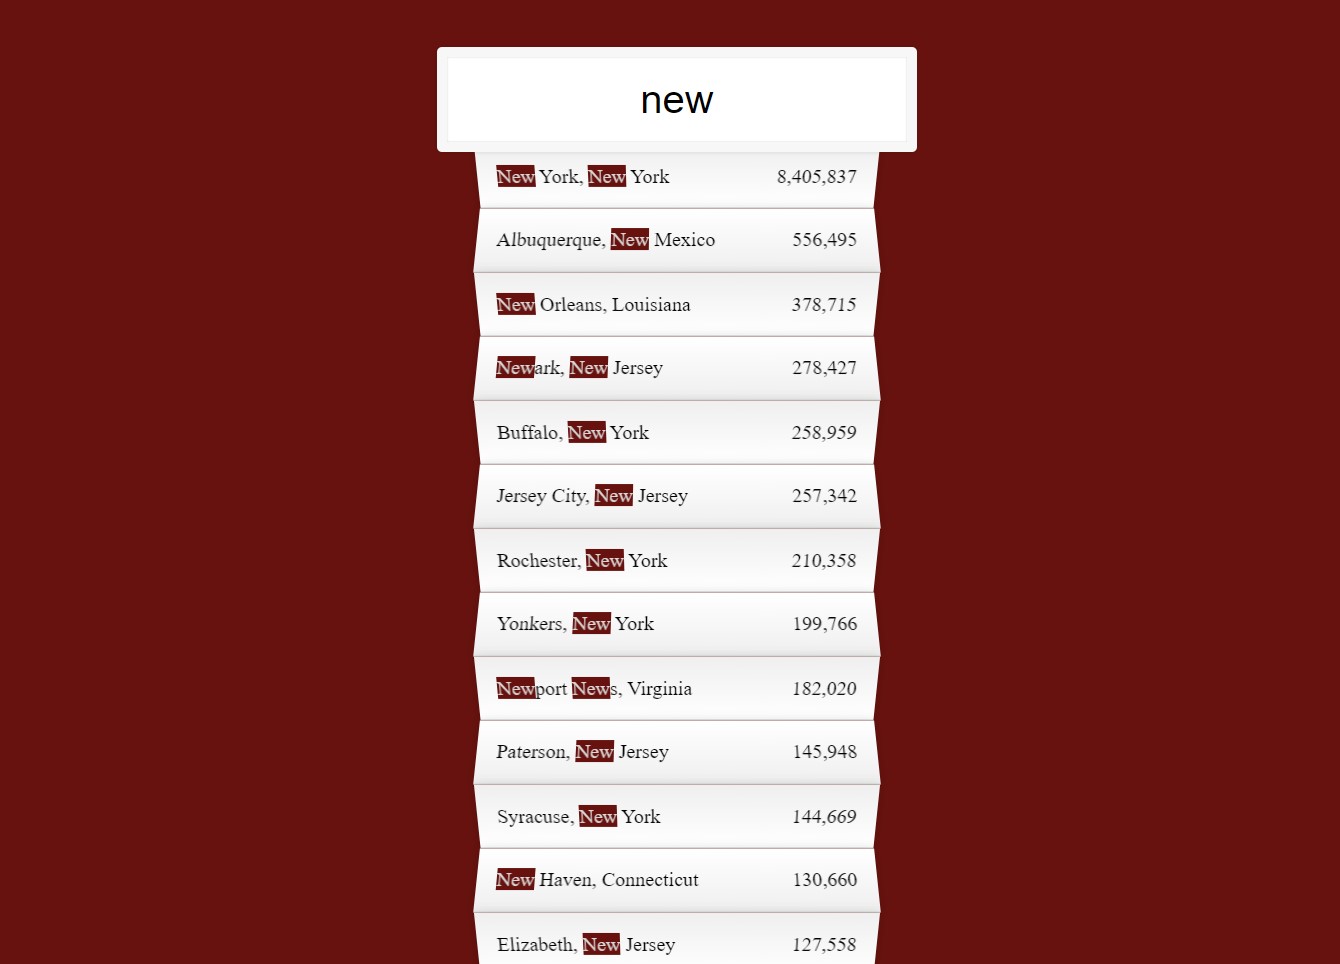 new
New York, New York 8,405,837
Albuquerque, New Mexico 556,495
New Orleans, Louisiana 378,715
Newark, New Jersey 278,427
Buffalo, New York 258,959
Jersey City, New Jersey 257,342
Rochester, New York 210,358
Yonkers, New York 199,766
Newport News, Virginia 182,020
Paterson, New Jersey 145,948
Syracuse, New York 144,669
New Haven, Connecticut 130,660
Elizabeth, New Jersey 127,558